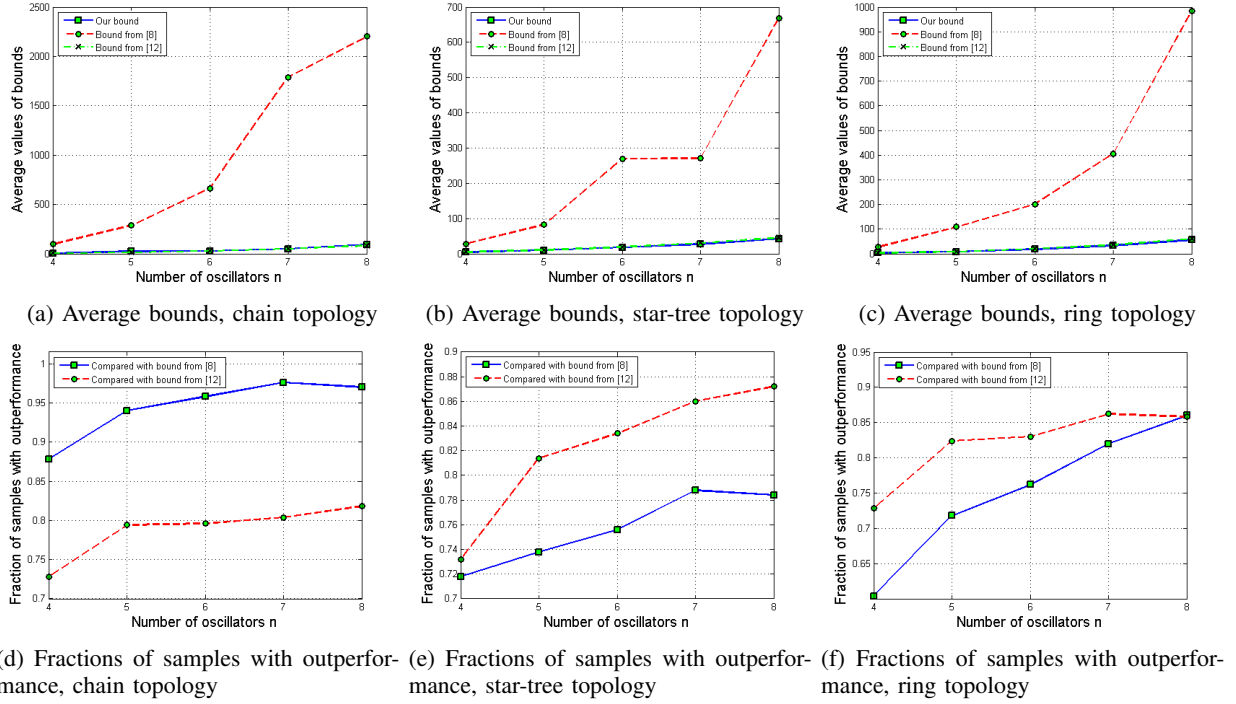 Our bound
Bound from [8]
Bound from [12]
2500
2000
1500
1000
500
0
4
5
6
7
8
Average values of bounds
Number of oscillators n
(a) Average bounds, chain topology
Our bound
Bound from [8]
Bound from [12]
700
600
500
400
300
200
100
0
4
5
6
7
8
Average values of bounds
Number of oscillators n
(b) Average bounds, star-tree topology
Our bound
Bound from [8]
Bound from [12]
1000
900
800
700
600
500
400
300
200
100
0
4
5
6
7
8
Average values of bounds
Number of oscillators n
(c) Average bounds, ring topology
Compared with bound from [8]
Compared with bound from [12]
1
0.95
0.9
0.85
0.8
0.75
0.7
4
5
6
7
8
Fraction of samples with outperformance
Number of oscillators n
(d) Fractions of samples with outperfor-
mance, chain topology
Compared with bound from [8]
Compared with bound from [12]
0.9
0.88
0.86
0.84
0.82
0.8
0.78
0.76
0.74
0.72
0.7
4
5
6
7
8
Fraction of samples with outperformance
Number of oscillators n
(e) Fractions of samples with outperfor-
mance, star-tree topology
Compared with bound from [8]
Compared with bound from [12]
0.95
0.9
0.85
0.8
0.75
0.7
0.65
4
5
6
7
8
Fraction of samples with outperformance
Number of oscillators n
(f) Fractions of samples with outperfor-
mance, ring topology